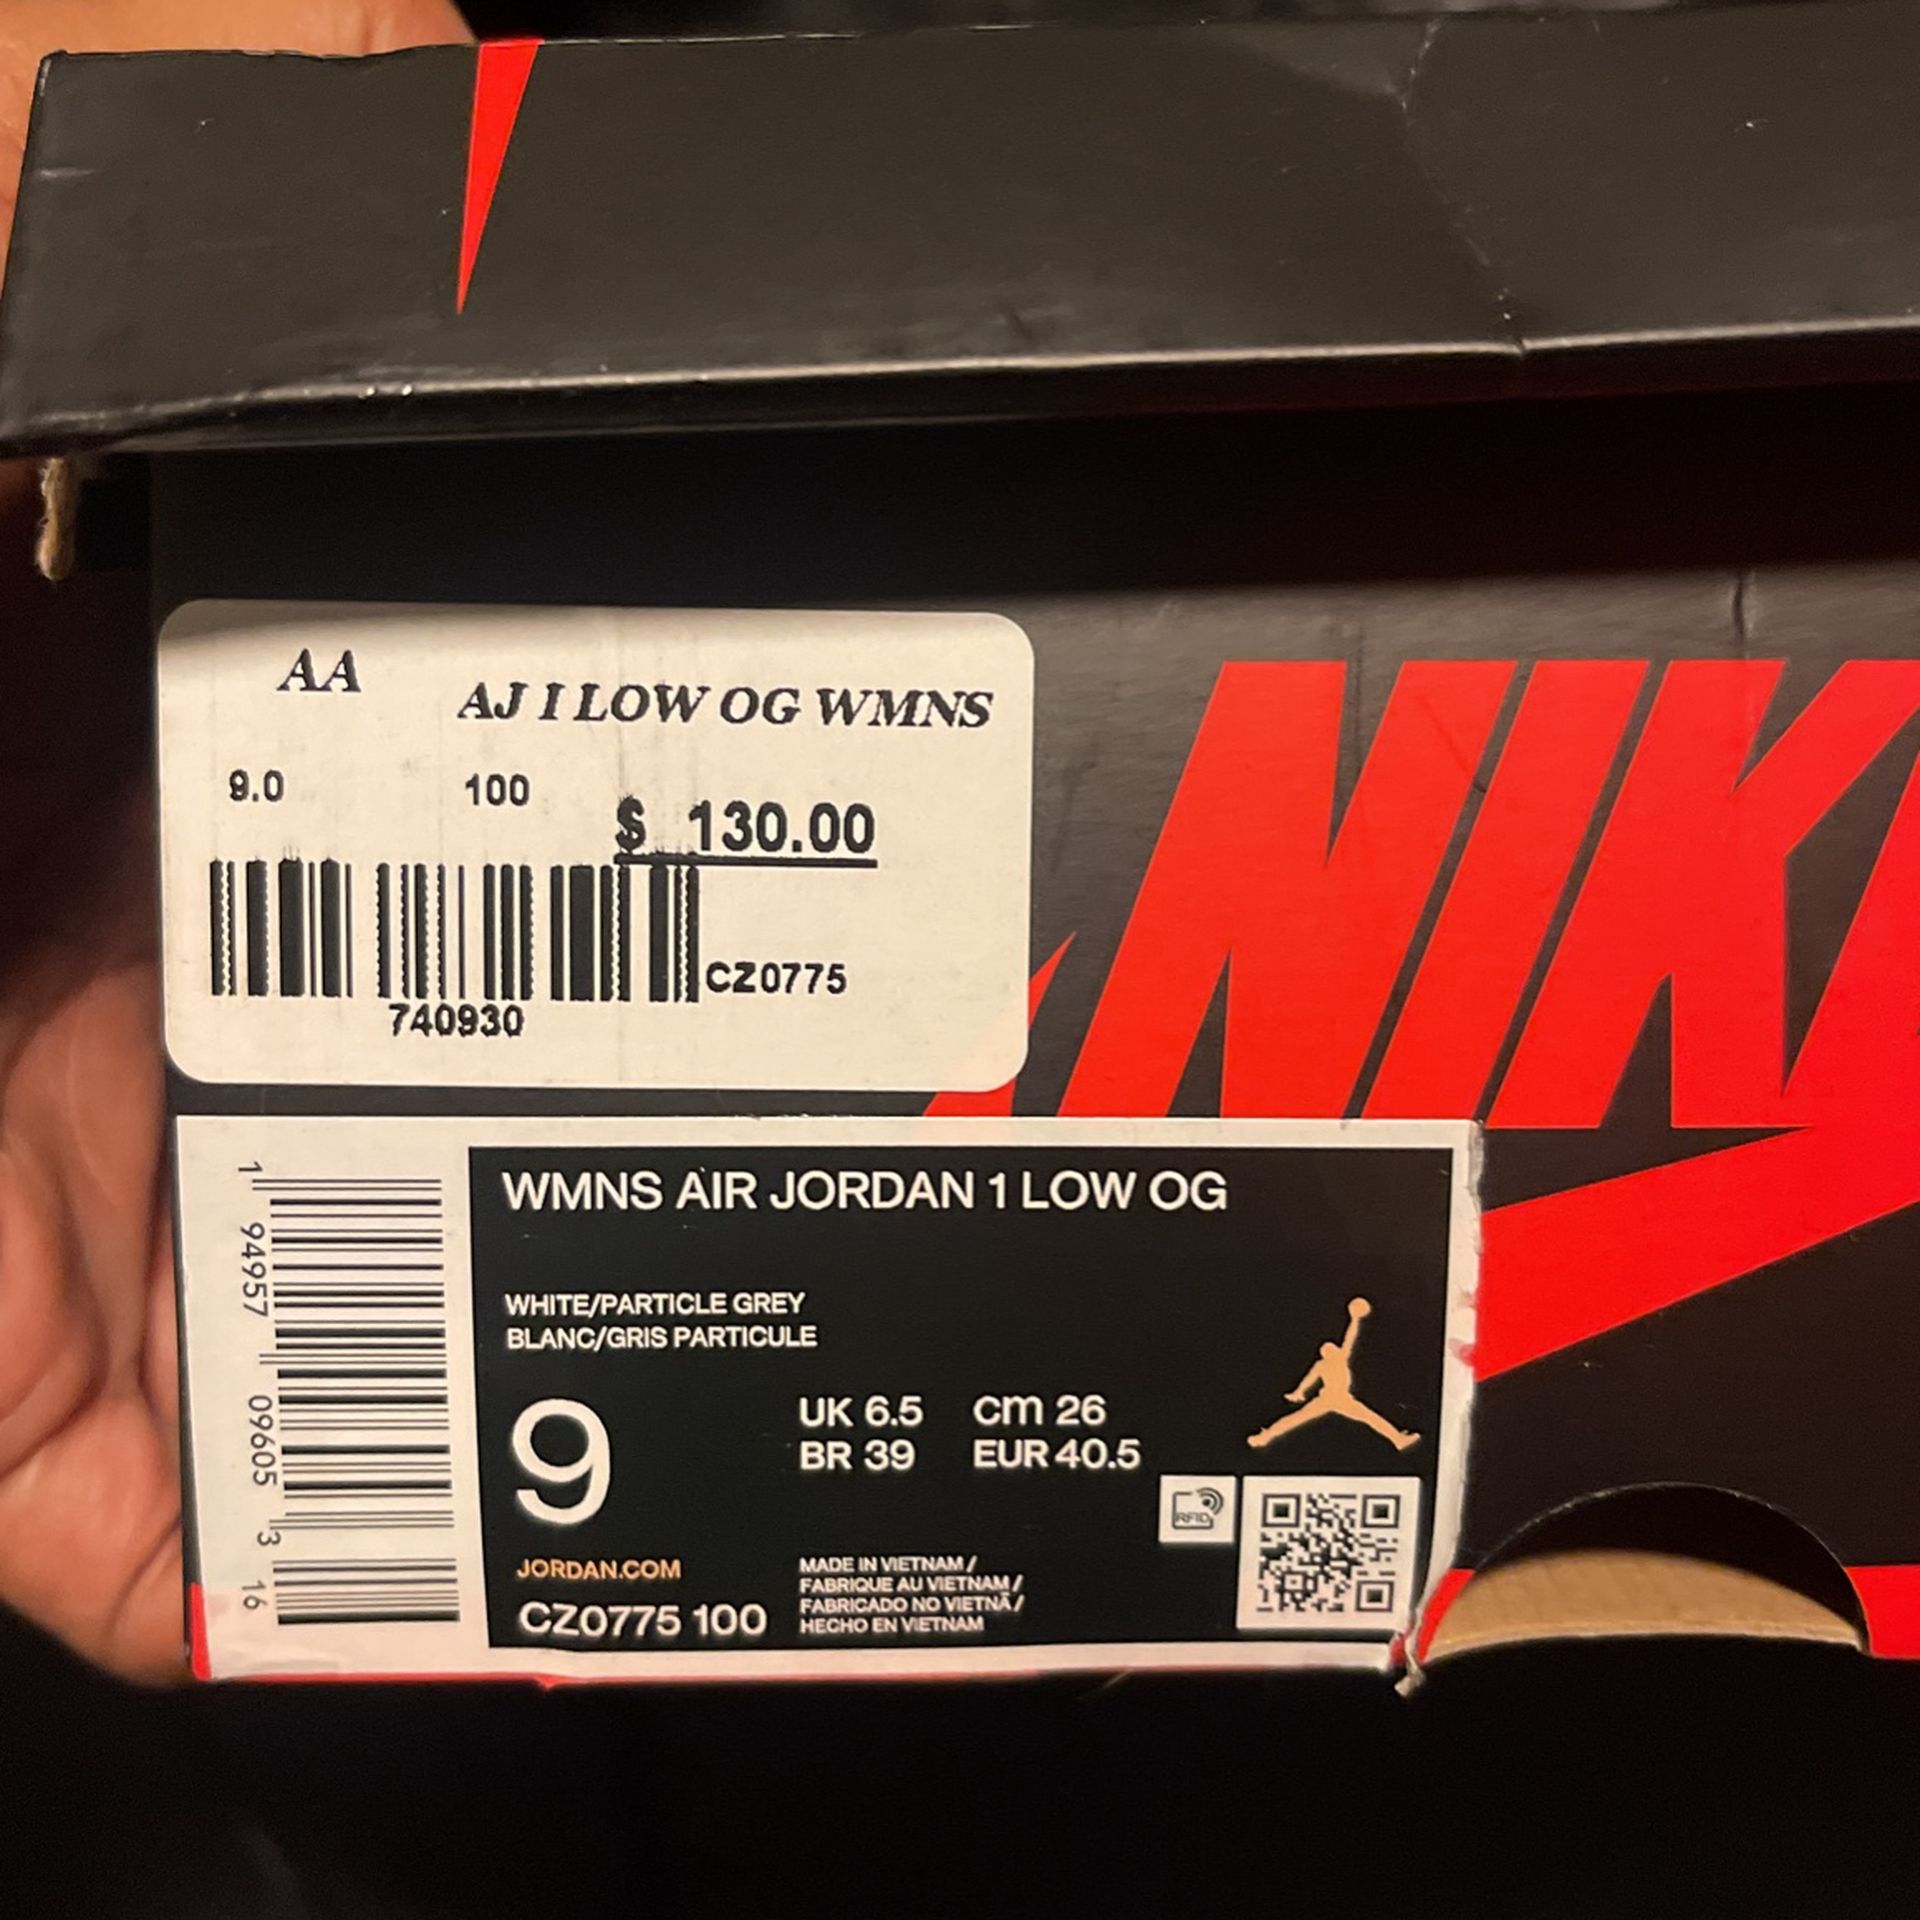 AA
AJ I LOW OG WMNS
9.0 100
$ 130.00
CZ0775
740930
NIK
WMNS AIR JORDAN 1 LOW OG
WHITE/PARTICLE GREY
BLANC/GRIS PARTICULE
9
UK 6.5 cm 26
BR 39 EUR 40.5
RFID
JORDAN.COM
CZ0775 100
MADE IN VIETNAM /
FABRIQUE AU VIETNAM /
FABRICADO NO VIETNÃ /
HECHO EN VIETNAM
1 94957 09605 3 16